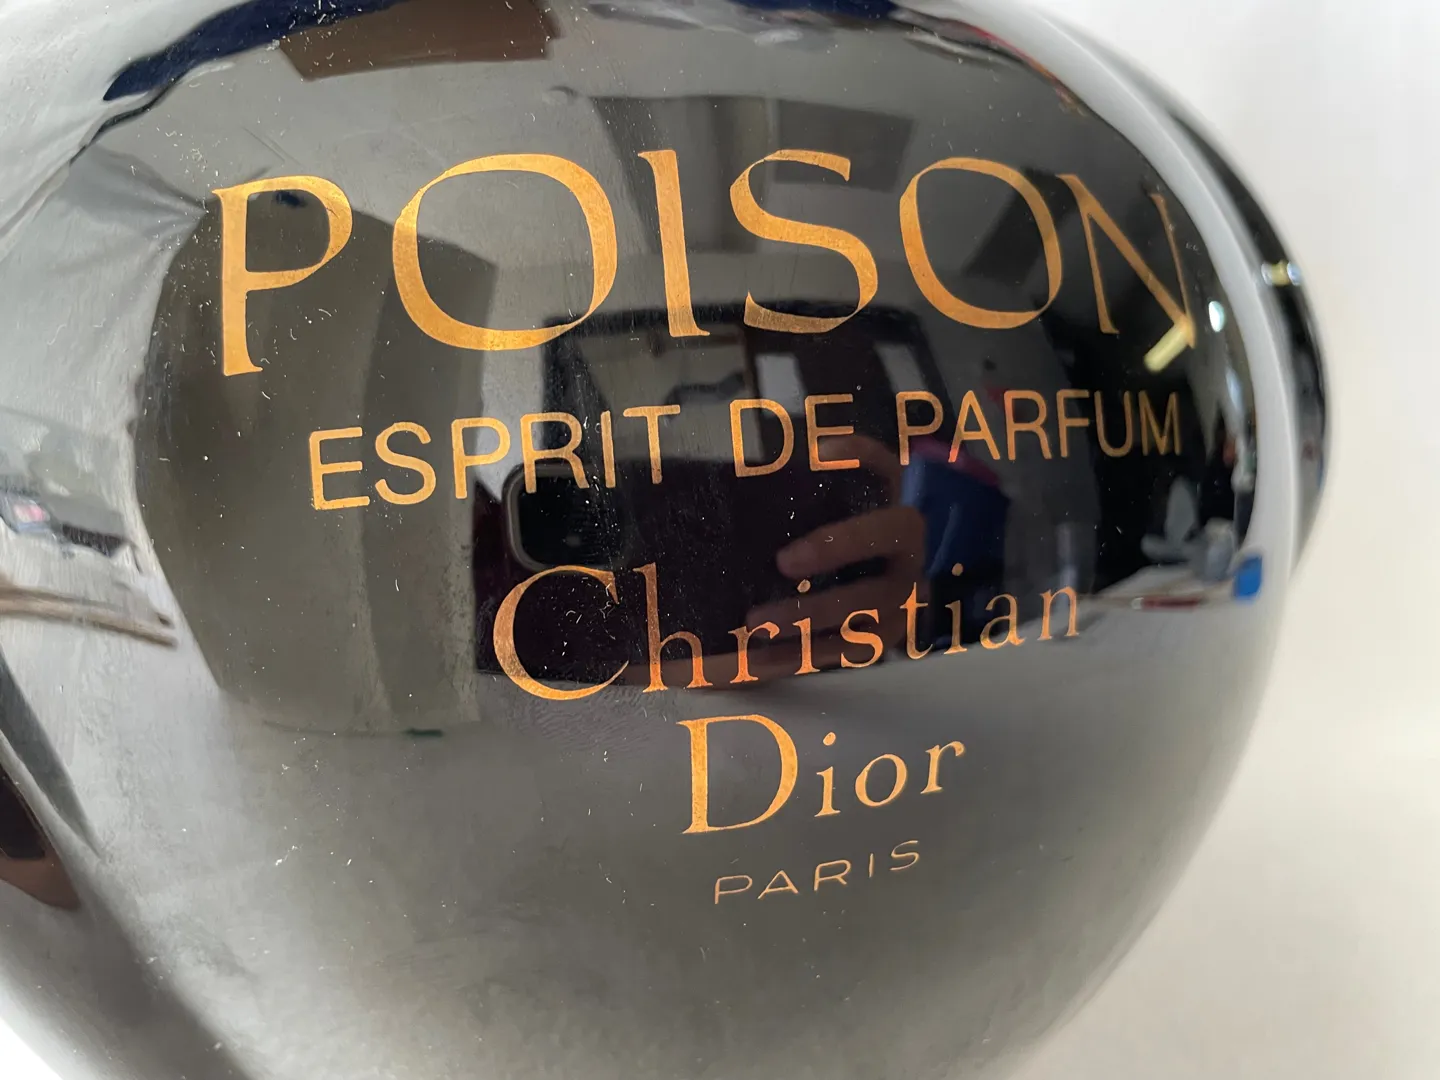 POISON
ESPRIT DE PARFUM
Christian
Dior
PARIS